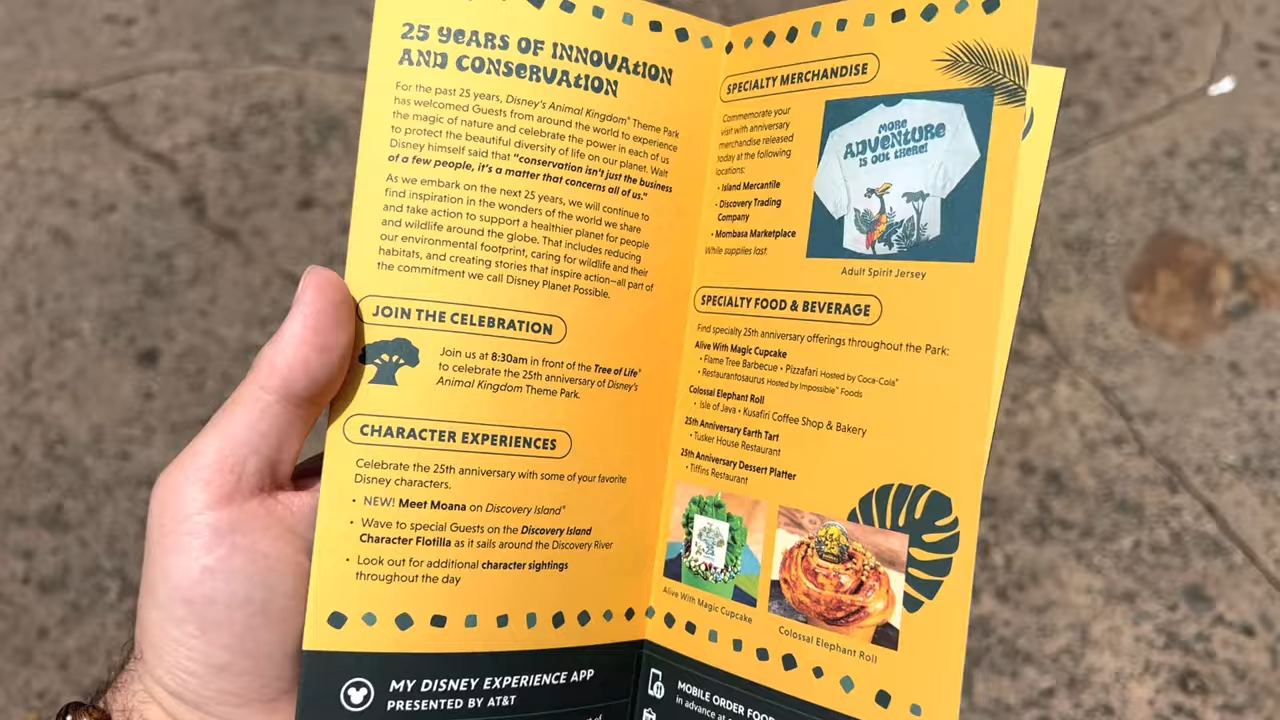 25 YEARS OF INNOVATION
AND CONSERVATION
For the past 25 years, Disney's Animal Kingdom® Theme Park
has welcomed Guests from around the world to experience
the magic of nature and celebrate the power in each of us
to protect the beautiful diversity of life on our planet. Walt
Disney himself said that "conservation isn't just the business
of a few people, it's a matter that concerns all of us."
As we embark on the next 25 years, we will continue to
find inspiration in the wonders of the world we share
and take action to support a healthier planet for people
and wildlife around the globe. That includes reducing
our environmental footprint, caring for wildlife and their
habitats, and creating stories that inspire action—all part of
the commitment we call Disney Planet Possible.
JOIN THE CELEBRATION
Join us at 8:30am in front of the Tree of Life®
to celebrate the 25th anniversary of Disney's
Animal Kingdom Theme Park.
CHARACTER EXPERIENCES
Celebrate the 25th anniversary with some of your favorite
Disney characters.
• NEW! Meet Moana on Discovery Island®
• Wave to special Guests on the Discovery Island
Character Flotilla as it sails around the Discovery River
• Look out for additional character sightings
throughout the day
MY DISNEY EXPERIENCE APP
PRESENTED BY AT&T
of
SPECIALTY MERCHANDISE
Commemorate your
visit with anniversary
merchandise released
today at the following
locations:
• Island Mercantile
• Discovery Trading
Company
• Mombasa Marketplace
While supplies last.
MORE
ADVENTURE
IS OUT THERE!
Adult Spirit Jersey
SPECIALTY FOOD & BEVERAGE
Find specialty 25th anniversary offerings throughout the Park:
Alive With Magic Cupcake
• Flame Tree Barbecue • Pizzafari Hosted by Coca-Cola®
• Restaurantosaurus Hosted by Impossible™ Foods
Colossal Elephant Roll
• Isle of Java • Kusafiri Coffee Shop & Bakery
25th Anniversary Earth Tart
• Tusker House Restaurant
25th Anniversary Dessert Platter
• Tiffins Restaurant
Alive With Magic Cupcake
Colossal Elephant Roll
MOBILE ORDER FOOD
in advance at